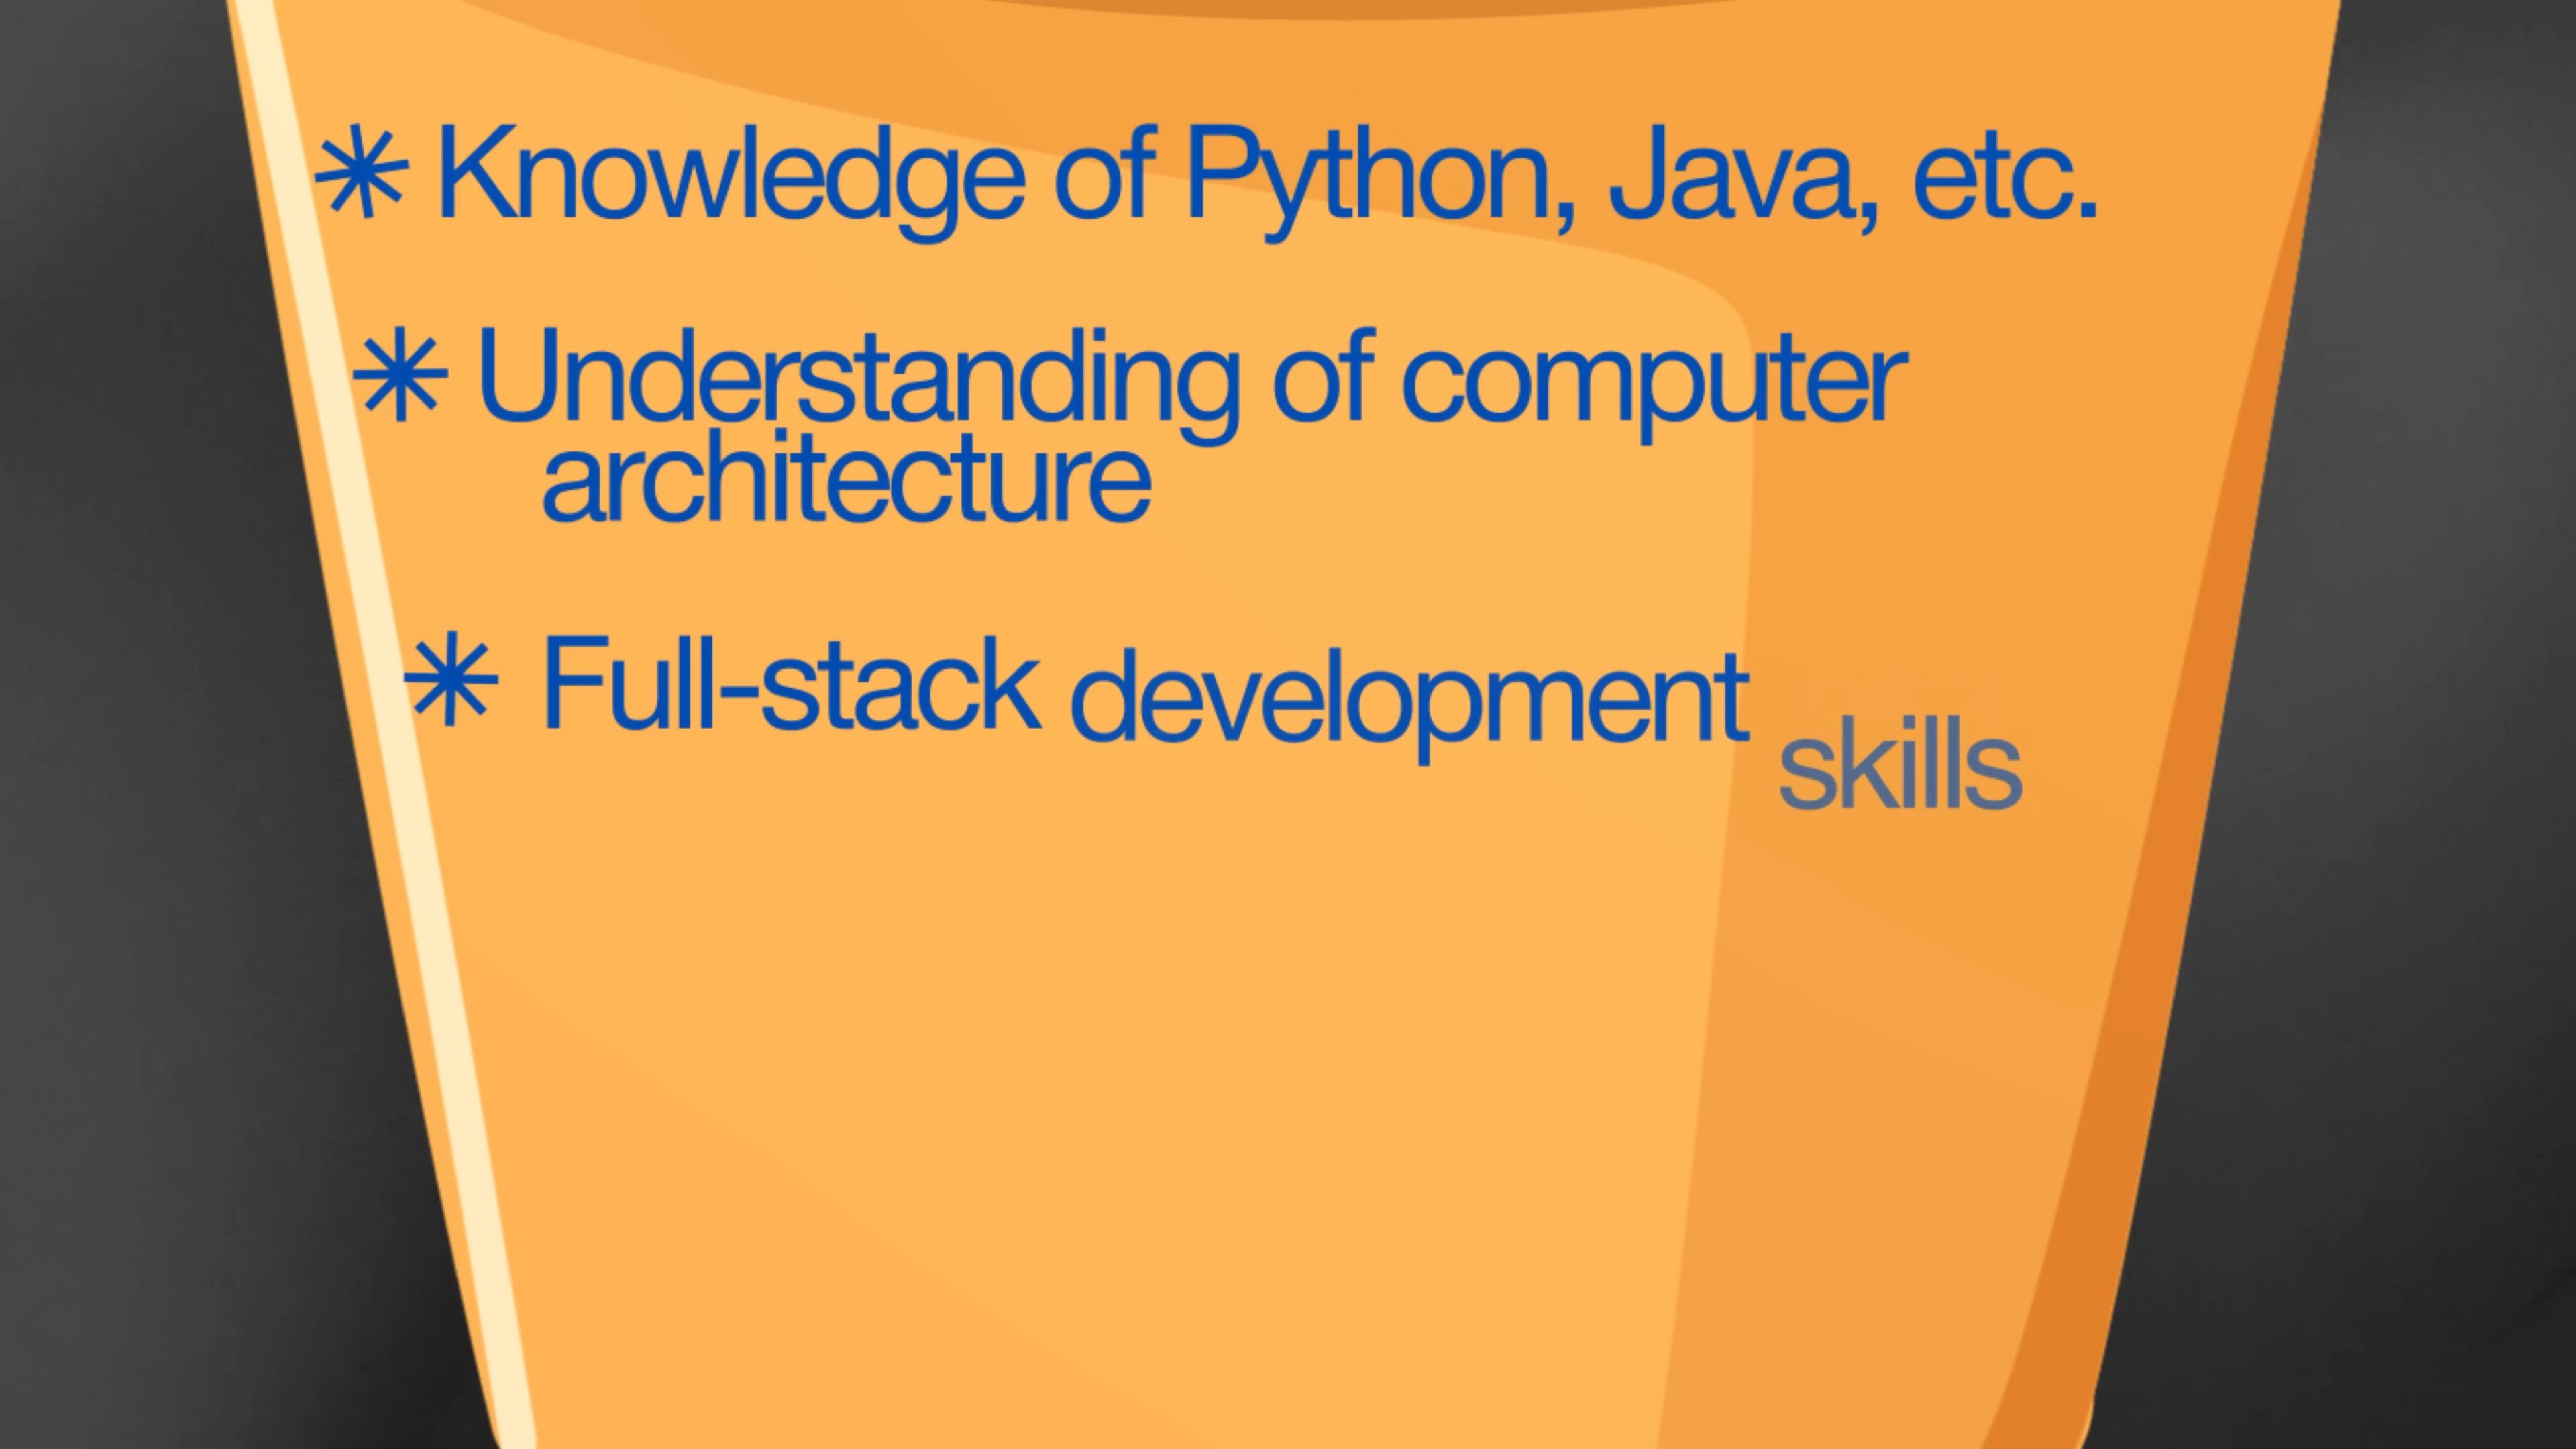 * Knowledge of Python, Java, etc.
* Understanding of computer
architecture
* Full-stack development skills